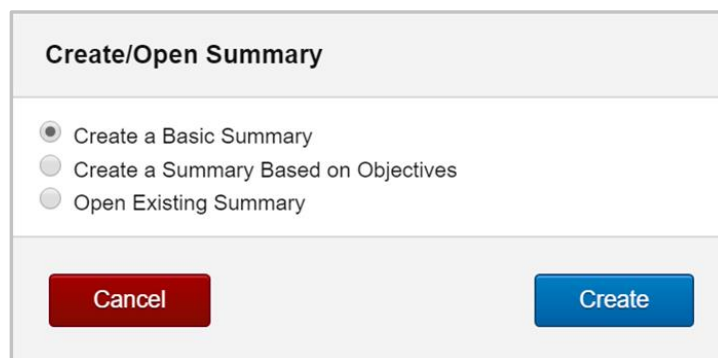 Create/Open Summary
Create a Basic Summary
Create a Summary Based on Objectives
Open Existing Summary
Cancel
Create